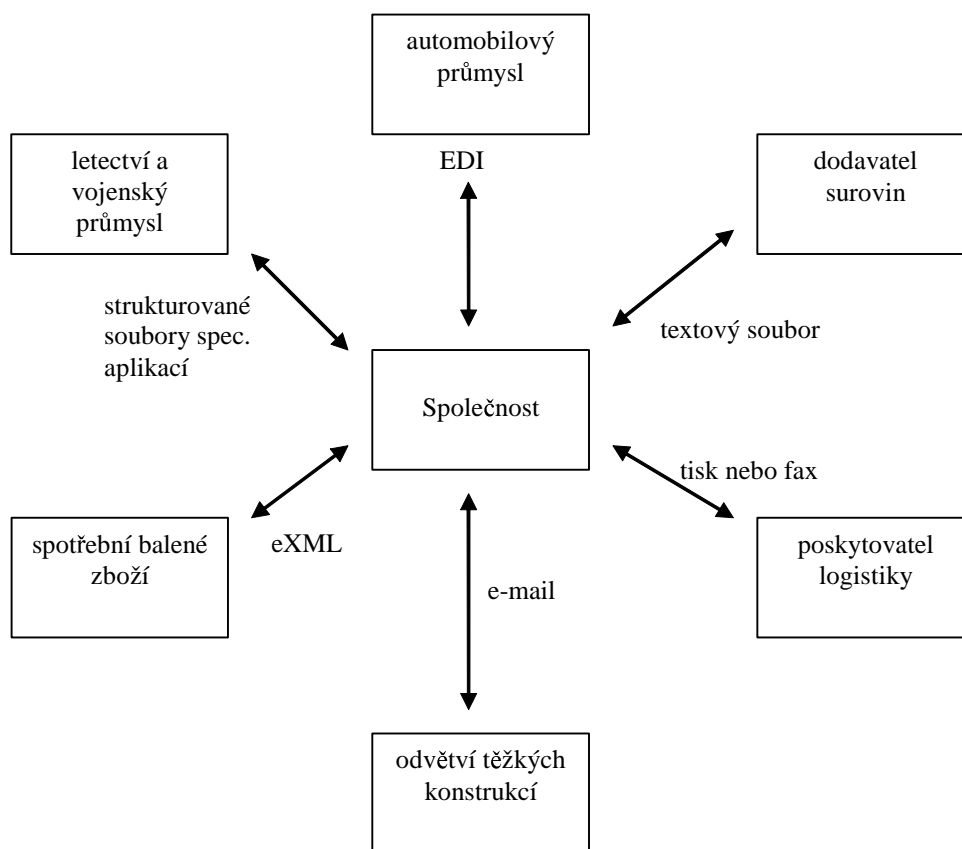 automobilový
průmysl
letectví a
vojenský
průmysl
EDI
dodavatel
surovin
strukturované
soubory spec.
aplikací
textový soubor
Společnost
tisk nebo fax
spotřební balené
zboží
eXML
e-mail
poskytovatel
logistiky
odvětví těžkých
konstrukcí